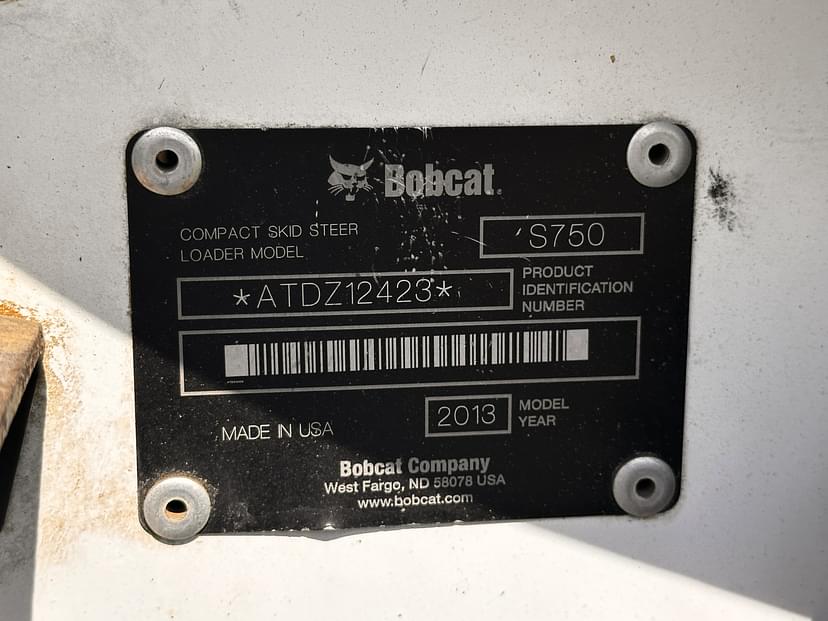 Bobcat
COMPACT SKID STEER
LOADER MODEL
S750
*ATDZ12423*
PRODUCT
IDENTIFICATION
NUMBER
MADE IN USA
2013
MODEL
YEAR
Bobcat Company
West Fargo, ND 58078 USA
www.bobcat.com